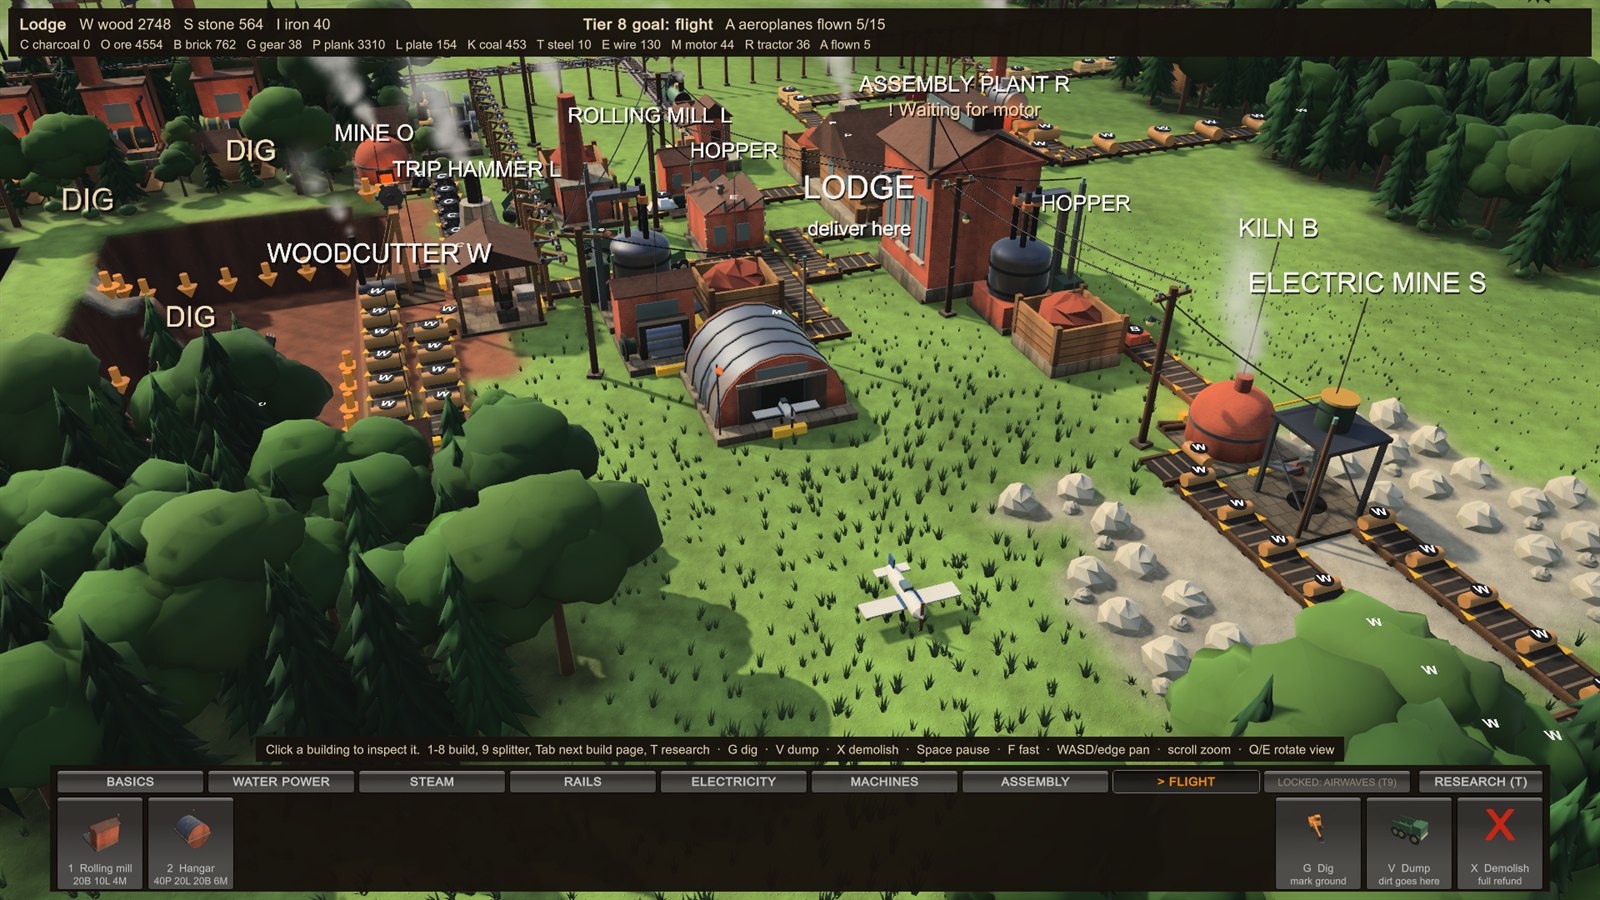 Lodge W wood 2748 S stone 564 I iron 40
Tier 8 goal: flight A aeroplanes flown 5/15
C charcoal 0 O ore 4554 B brick 762 G gear 38 P plank 3310 L plate 154 K coal 453 T steel 10 E wire 130 M motor 44 R tractor 36 A flown 5
ASSEMBLY PLANT R
! Waiting for motor
ROLLING MILL L
MINE O
DIG
HOPPER
TRIP HAMMER L
LODGE
deliver here
DIG
HOPPER
KILN B
WOODCUTTER W
ELECTRIC MINE S
DIG
Click a building to inspect it. 1-8 build, 9 splitter, Tab next build page, T research · G dig · V dump · X demolish · Space pause · F fast · WASD/edge pan · scroll zoom · Q/E rotate view
BASICS
WATER POWER
STEAM
RAILS
ELECTRICITY
MACHINES
ASSEMBLY
> FLIGHT
LOCKED: AIRWAVES (T9)
RESEARCH (T)
1 Rolling mill
20B 10L 4M
2 Hangar
40P 20L 20B 6M
G Dig
mark ground
V Dump
dirt goes here
X Demolish
full refund